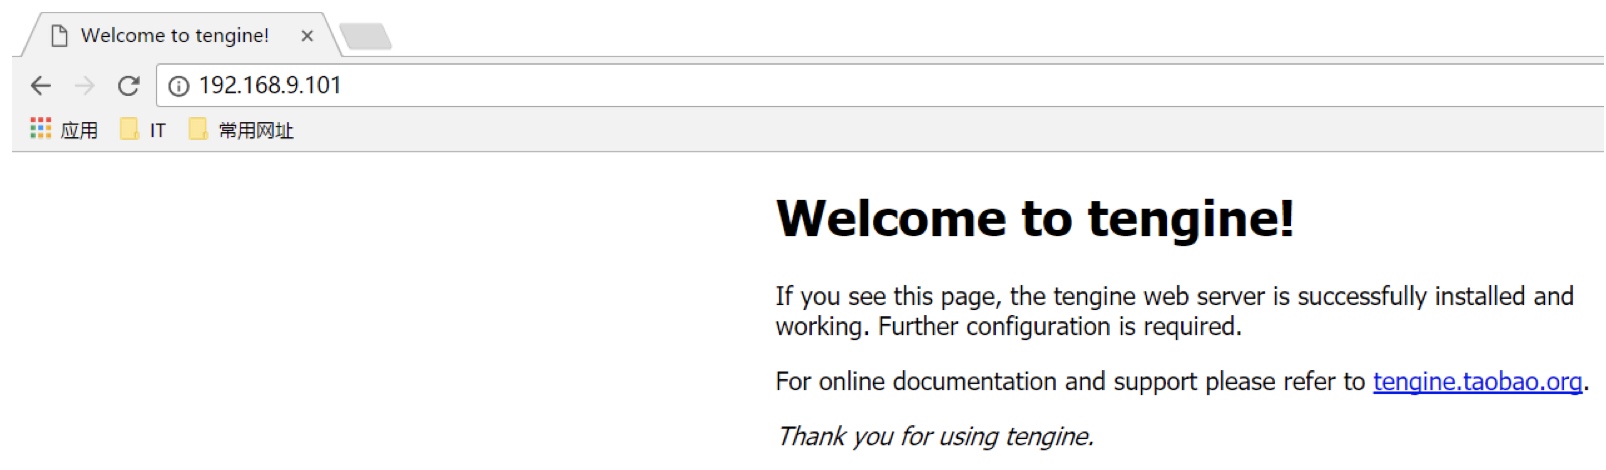 Welcome to tengine!
192.168.9.101
应用 IT 常用网址
Welcome to tengine!
If you see this page, the tengine web server is successfully installed and
working. Further configuration is required.
For online documentation and support please refer to tengine.taobao.org.
Thank you for using tengine.